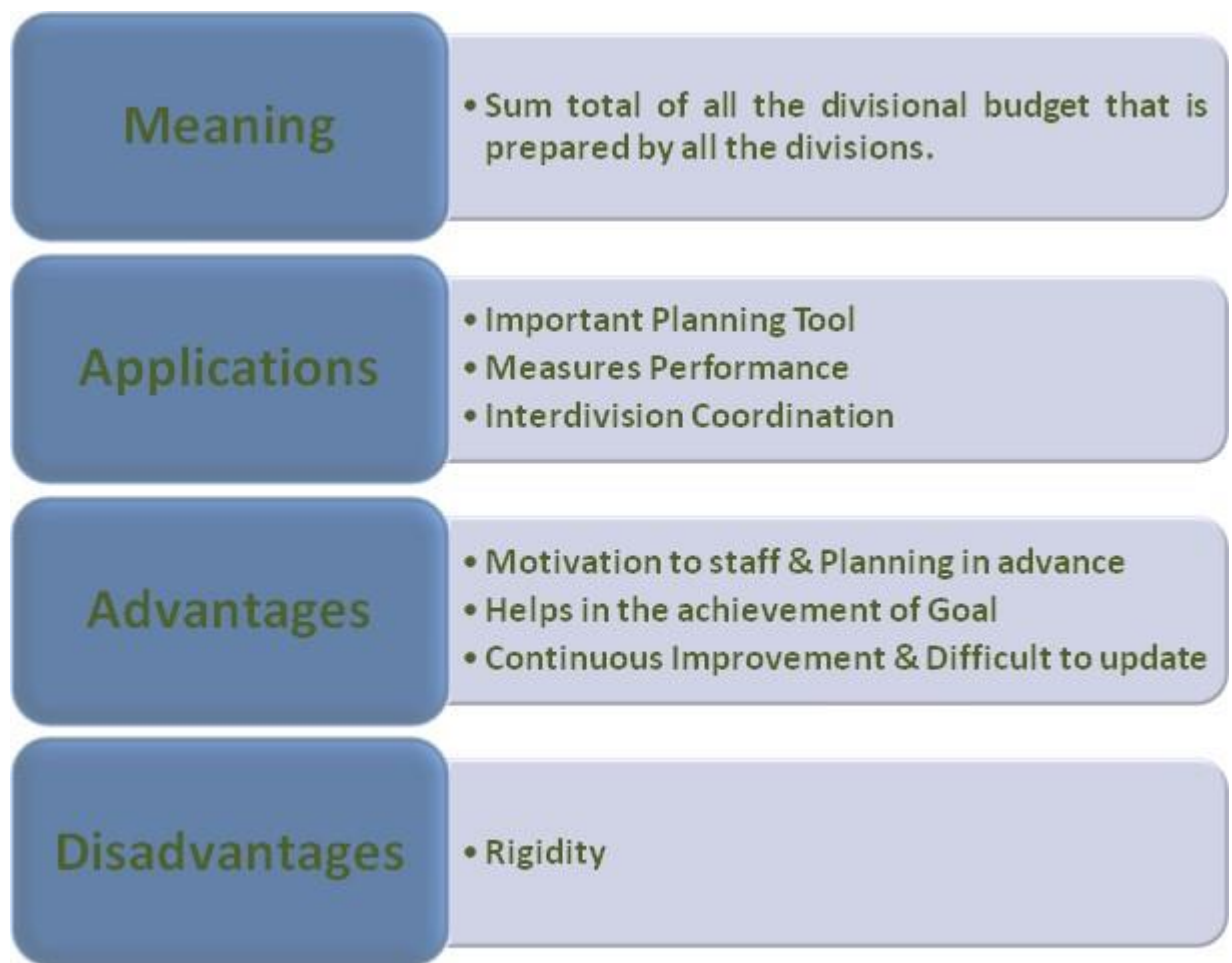 Meaning
• Sum total of all the divisional budget that is
prepared by all the divisions.
Applications
• Important Planning Tool
• Measures Performance
• Interdivision Coordination
Advantages
• Motivation to staff & Planning in advance
• Helps in the achievement of Goal
• Continuous Improvement & Difficult to update
Disadvantages
• Rigidity